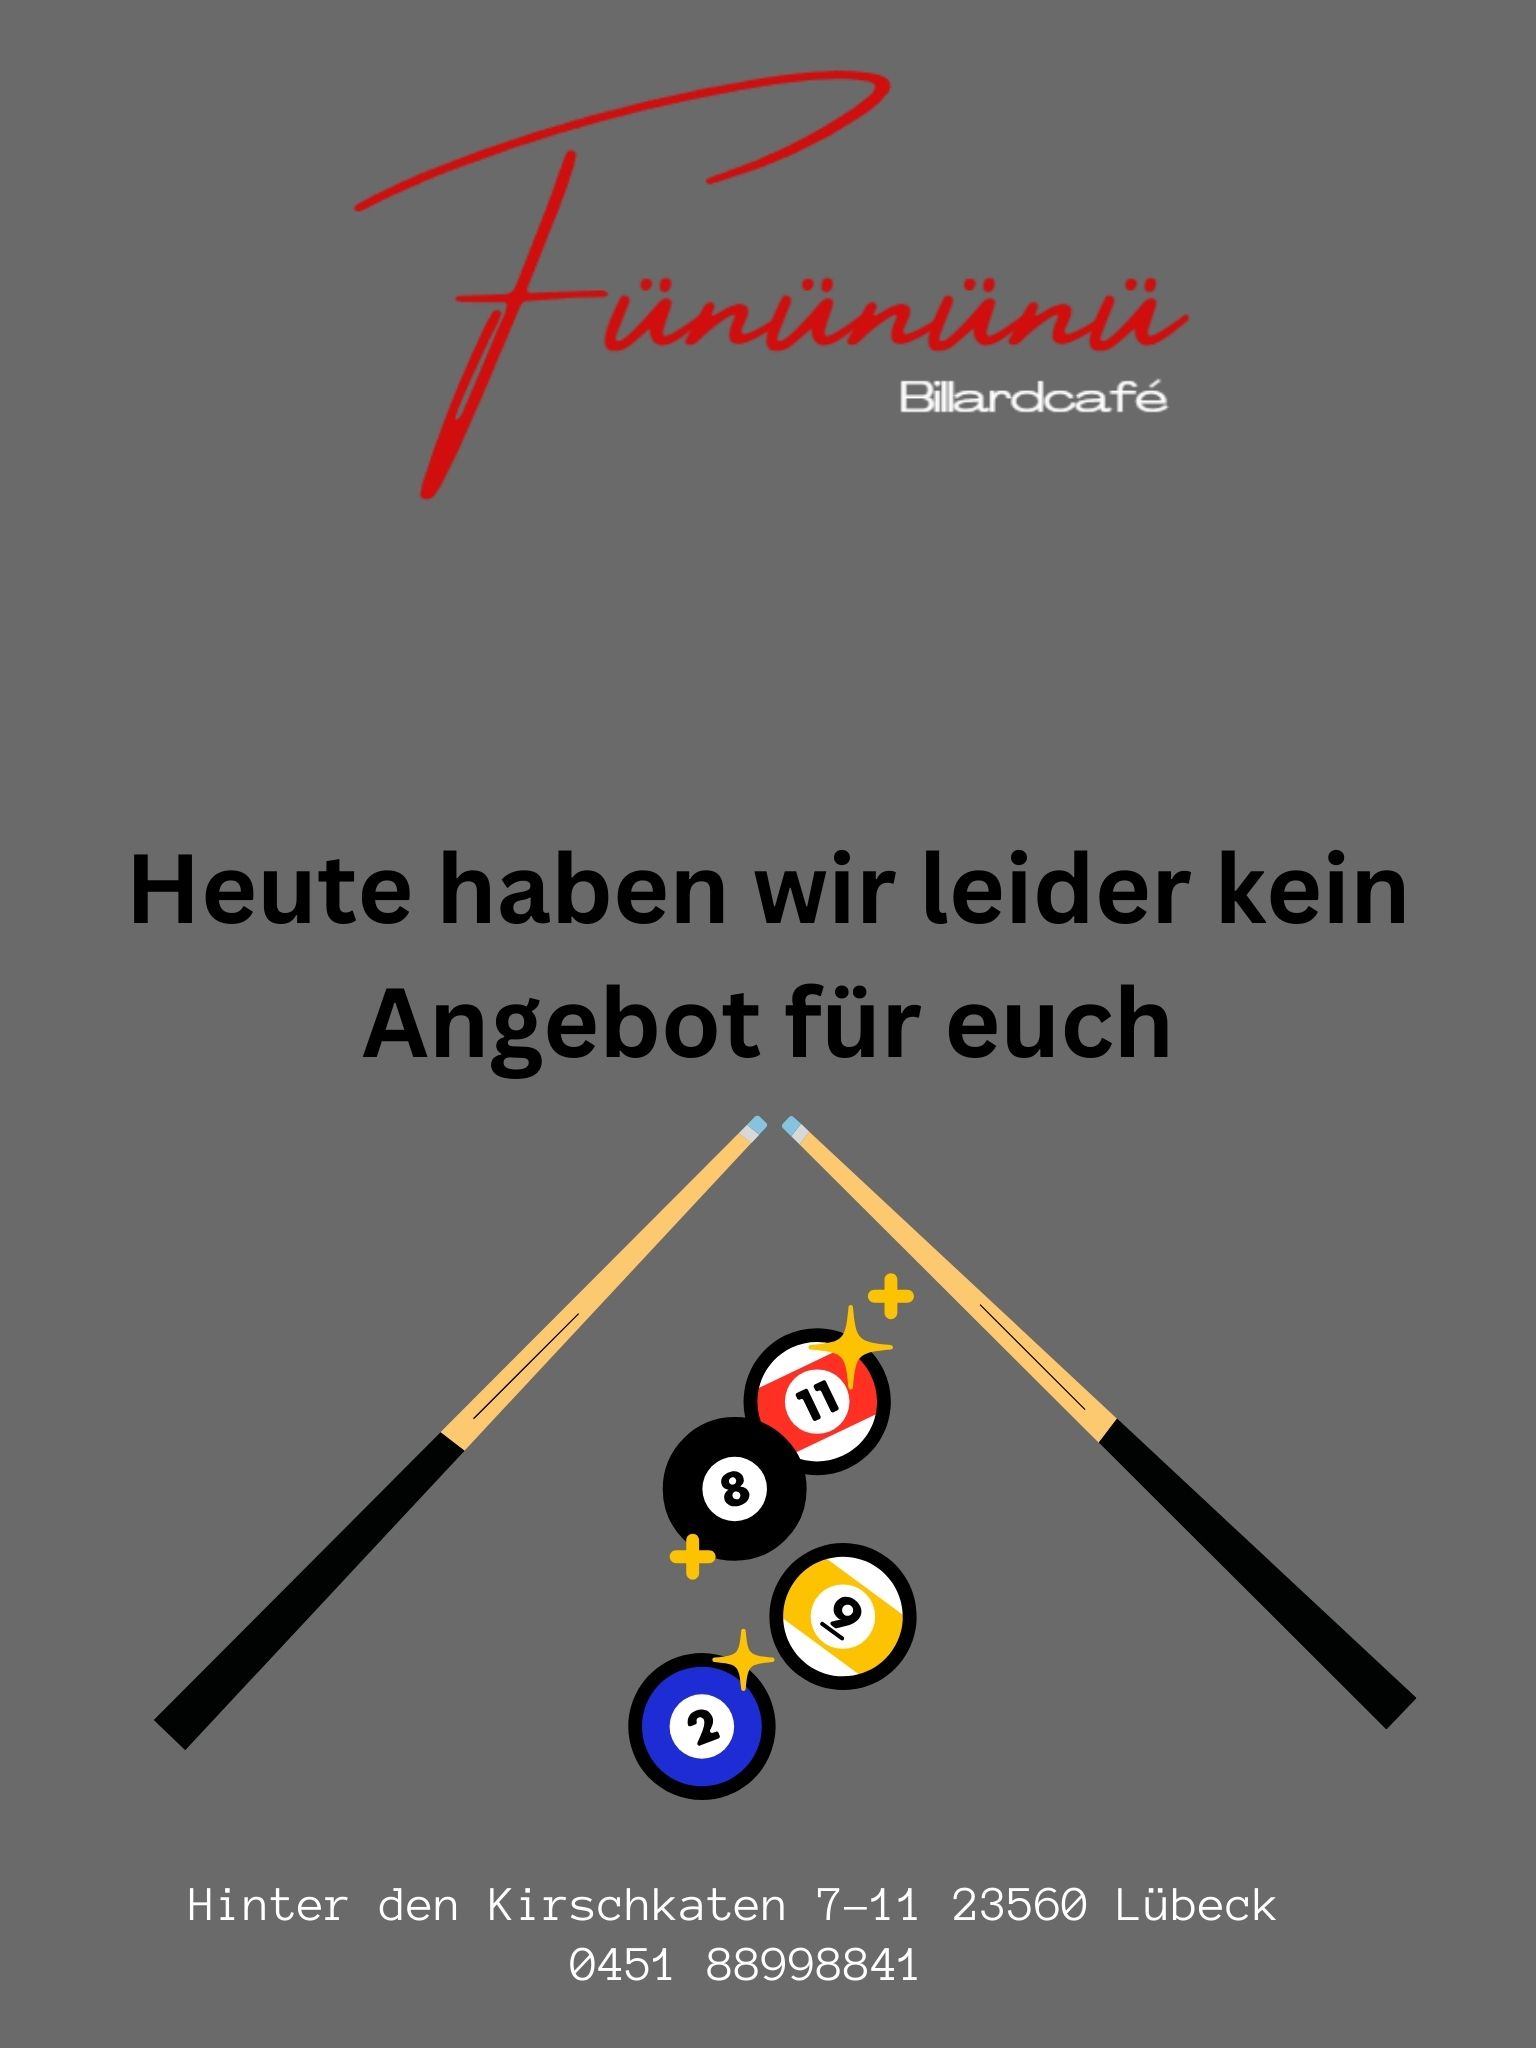 Fünününü
Billardcafé
Heute haben wir leider kein
Angebot für euch
11
8
9
2
Hinter den Kirschkaten 7-11 23560 Lübeck
0451 88998841